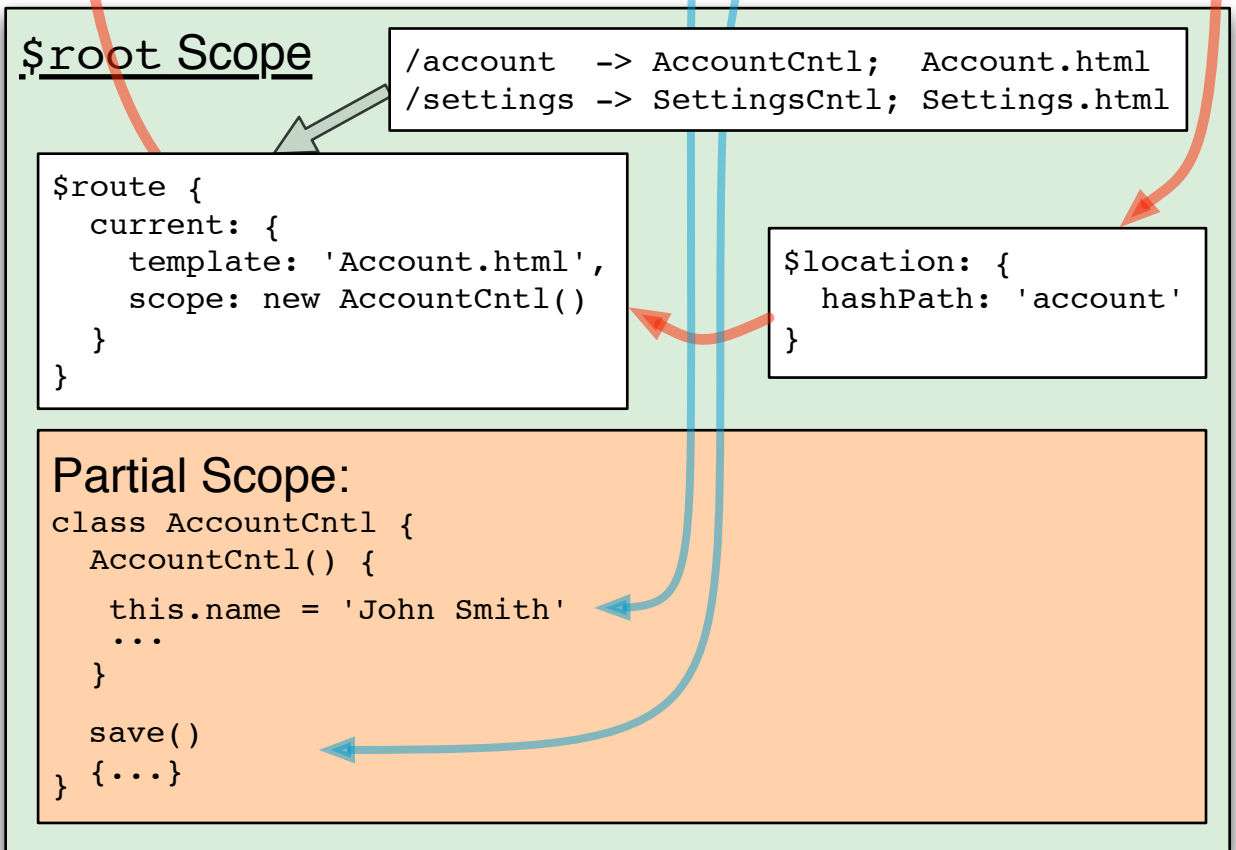 $root Scope
/account  -> AccountCntl;  Account.html
/settings -> SettingsCntl; Settings.html
$route {
  current: {
    template: 'Account.html',
    scope: new AccountCntl()
  }
}
$location: {
  hashPath: 'account'
}
Partial Scope:
class AccountCntl {
  AccountCntl() {
   this.name = 'John Smith'
   ...
  }
  save()
  {...}
}